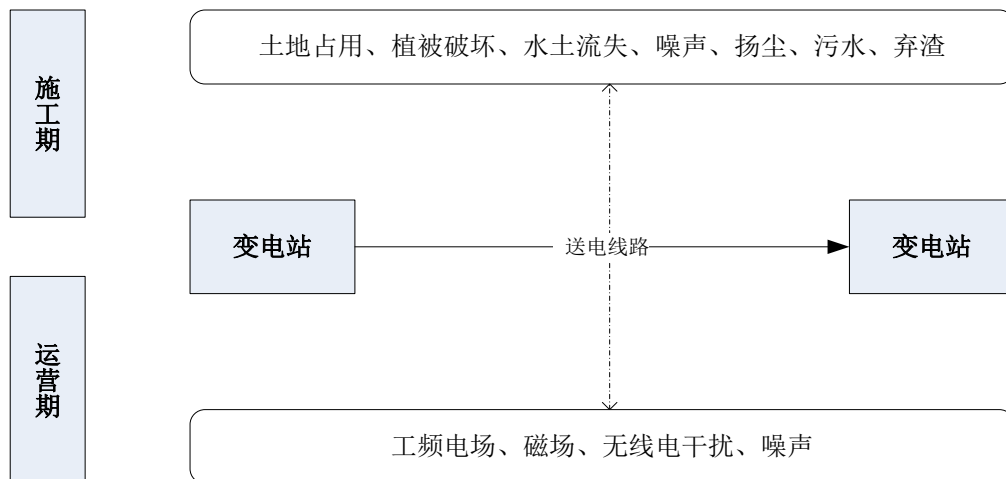 土地占用、植被破坏、水土流失、噪声、扬尘、污水、弃渣
施工期
变电站
送电线路
变电站
运营期
工频电场、磁场、无线电干扰、噪声